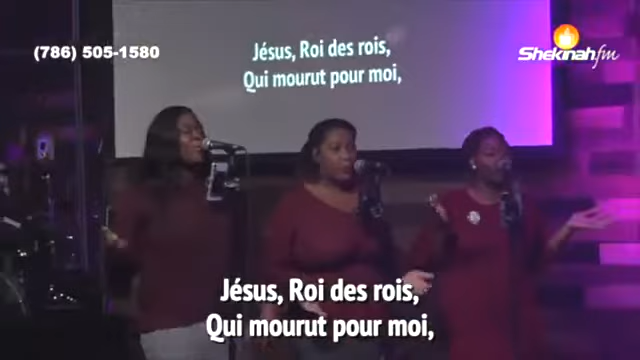 (786) 505-1580
Shekinah.fm
Jésus, Roi des rois,
Qui mourut pour moi,
Jésus, Roi des rois,
Qui mourut pour moi,